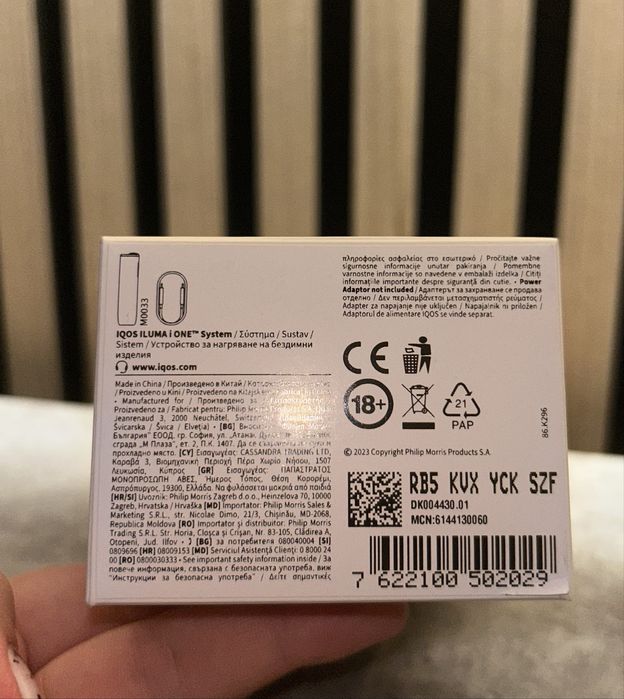 M0033
IQOS ILUMA i ONE™ System / Σύστημα / Sustav /
Sistem / Устройство за нагряване на бездимни
изделия
www.iqos.com
Made in China / Произведено в Китай /
Proizvedeno u Kini / Proizvedeno na
• Manufactured for / Произведено за /
Proizvedeno za / Fabricat pentru: Philip
Jeanrenaud 3, 2000 Neuchâtel,
Švicarska / Švica / Elveția) • [BG]
България" ЕООД, гр. София, ул.
сграда „М Плаза", ет. 2, П.К. 1407. Да се
прохладно място. [CY] Εισαγωγέας: CASSANDRA TRADING LTD,
Καραβά 3, Βιομηχανική Περιοχή Πέρα Χωριό Νήσου, 1507
Λευκωσία, Κύπρος [GR] Εισαγωγέας: ΠΑΠΑΣΤΡΑΤΟΣ
ΜΟΝΟΠΡΟΣΩΠΗ ΑΒΕΣ, Ήμερος Τόπος, Θέση Κορορέμι,
Ασπρόπυργος, 19300, Ελλάδα. Να φυλάσσεται μακριά από παιδιά
[HR/SI] Uvoznik: Philip Morris Zagreb d.o.o., Heinzelova 70, 10000
Zagreb, Hrvatska / Hrvaška [MD] Importator: Philip Morris Sales &
Marketing S.R.L., str. Nicolae Dimo, 21/3, Chișinău, MD-2068,
Republica Moldova [RO] Importator și distribuitor: Philip Morris
Trading S.R.L. Str. Horia, Cloșca și Crișan, Nr. 83-105, Clădirea A,
Otopeni, Jud. Ilfov • [BG] за потребителя 080040004 [SI]
0809696 [HR] 08009153 [MD] Serviciul Asistență Clienți: 0 8000 24
00 [RO] 0800030333 • See important safety information inside / За
повече информация, свързана с безопасната употреба, виж
"Инструкции за безопасна употреба" / Δείτε σημαντικές
πληροφορίες ασφαλείας στο εσωτερικό / Pročitajte važne
sigurnosne informacije unutar pakiranja / Pomembne
varnostne informacije so navedene v embalaži izdelka / Citiți
informațiile importante despre siguranță din cutie. • Power
Adaptor not included / Адаптерът за захранване се продава
отделно / Δεν περιλαμβάνεται μετασχηματιστής ρεύματος /
Adapter za napajanje nije uključen / Napajalnik ni priložen /
Adaptorul de alimentare IQOS se vinde separat.
CE
18+
21
PAP
86.K296
© 2023 Copyright Philip Morris Products S.A.
RB5 KVX YCK SZF
DK004430.01
MCN:6144130060
7 622100 502029